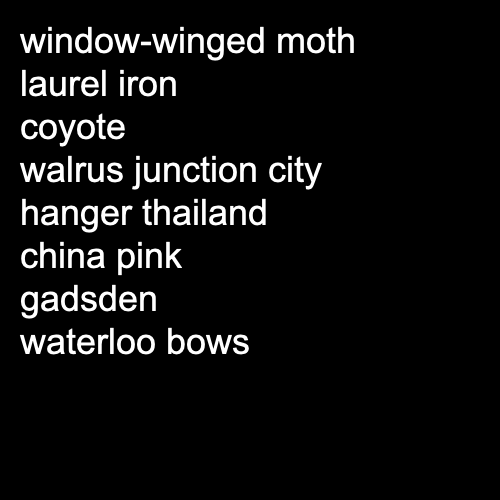 window-winged moth
laurel iron
coyote
walrus junction city
hanger thailand
china pink
gadsden
waterloo bows